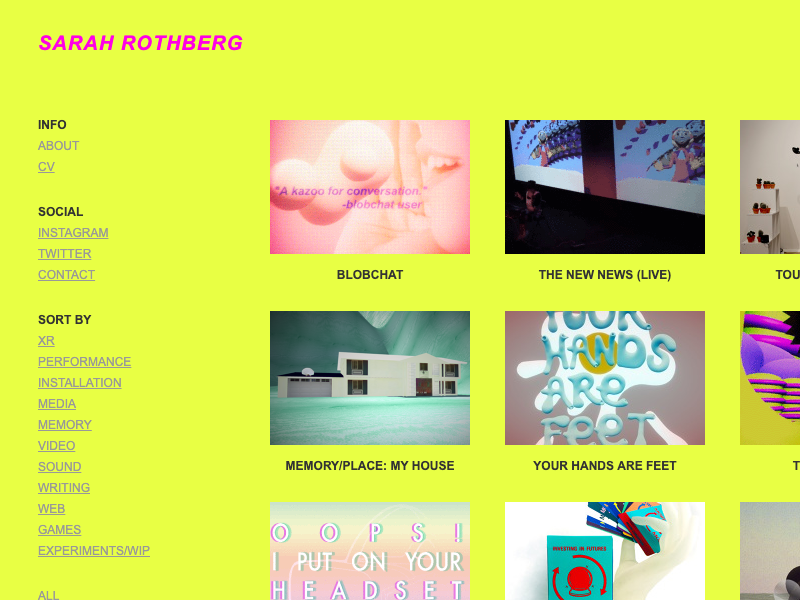 SARAH ROTHBERG
INFO
ABOUT
CV
SOCIAL
INSTAGRAM
TWITTER
CONTACT
SORT BY
XR
PERFORMANCE
INSTALLATION
MEDIA
MEMORY
VIDEO
SOUND
WRITING
WEB
GAMES
EXPERIMENTS/WIP
ALL
"A kazoo for conversation."
-blobchat user
BLOBCHAT
THE NEW NEWS (LIVE)
TOU
MEMORY/PLACE: MY HOUSE
YOUR
HANDS
ARE
FEET
YOUR HANDS ARE FEET
T
OOPS!
I PUT ON YOUR
HEADSET
INVESTING IN FUTURES